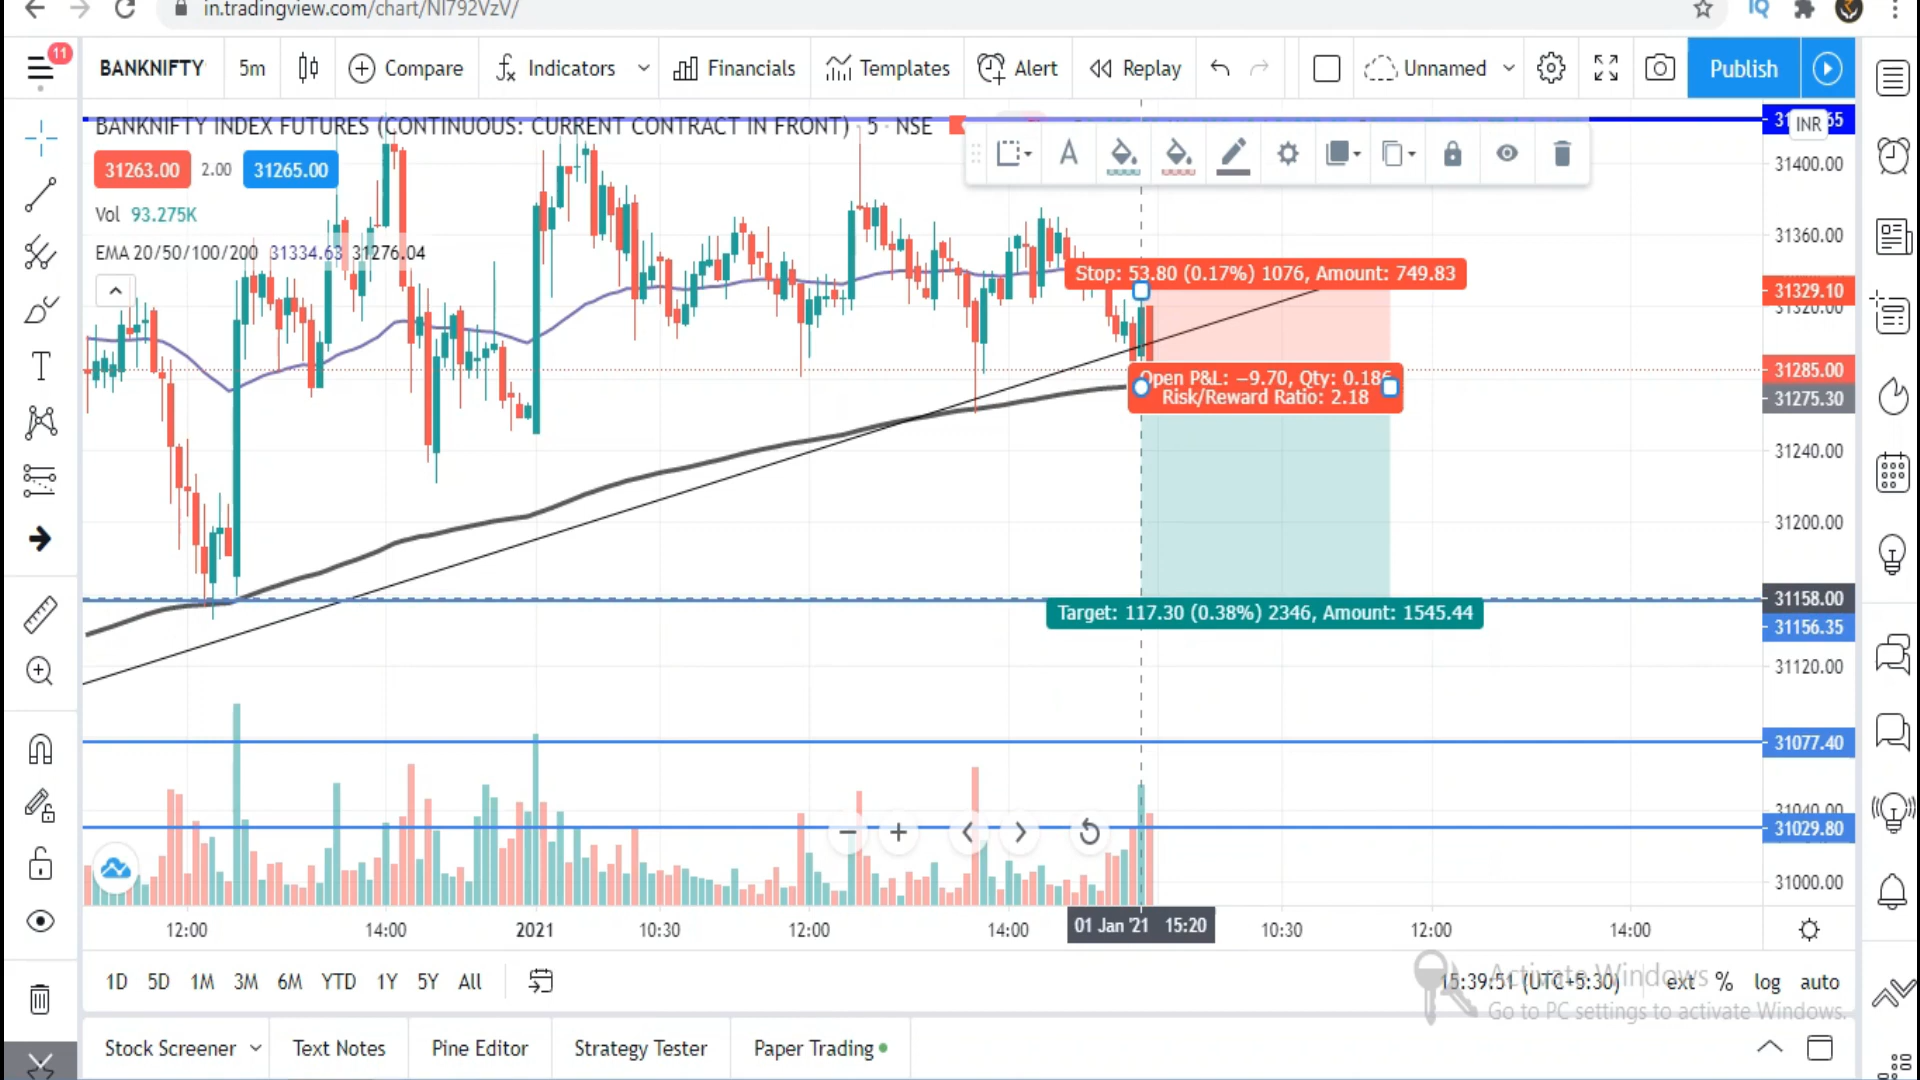 in.tradingview.com/chart/NI792VzV/
11
BANKNIFTY 5m Compare Indicators Financials Templates Alert Replay Unnamed Publish
BANKNIFTY INDEX FUTURES (CONTINUOUS: CURRENT CONTRACT IN FRONT) · 5 · NSE
INR
31263.00 2.00 31265.00
31400.00
Vol 93.275K
31360.00
EMA 20/50/100/200 31334.63 31276.04
Stop: 53.80 (0.17%) 1076, Amount: 749.83
31329.10
31320.00
31285.00
Open P&L: −9.70, Qty: 0.186
Risk/Reward Ratio: 2.18
31275.30
31240.00
31200.00
31158.00
Target: 117.30 (0.38%) 2346, Amount: 1545.44
31156.35
31120.00
31077.40
31040.00
31029.80
31000.00
12:00 14:00 2021 10:30 12:00 14:00 01 Jan '21 15:20 10:30 12:00 14:00
1D 5D 1M 3M 6M YTD 1Y 5Y All 15:39:51 (UTC+5:30) ext % log auto
Activate Windows
Go to PC settings to activate Windows.
Stock Screener Text Notes Pine Editor Strategy Tester Paper Trading